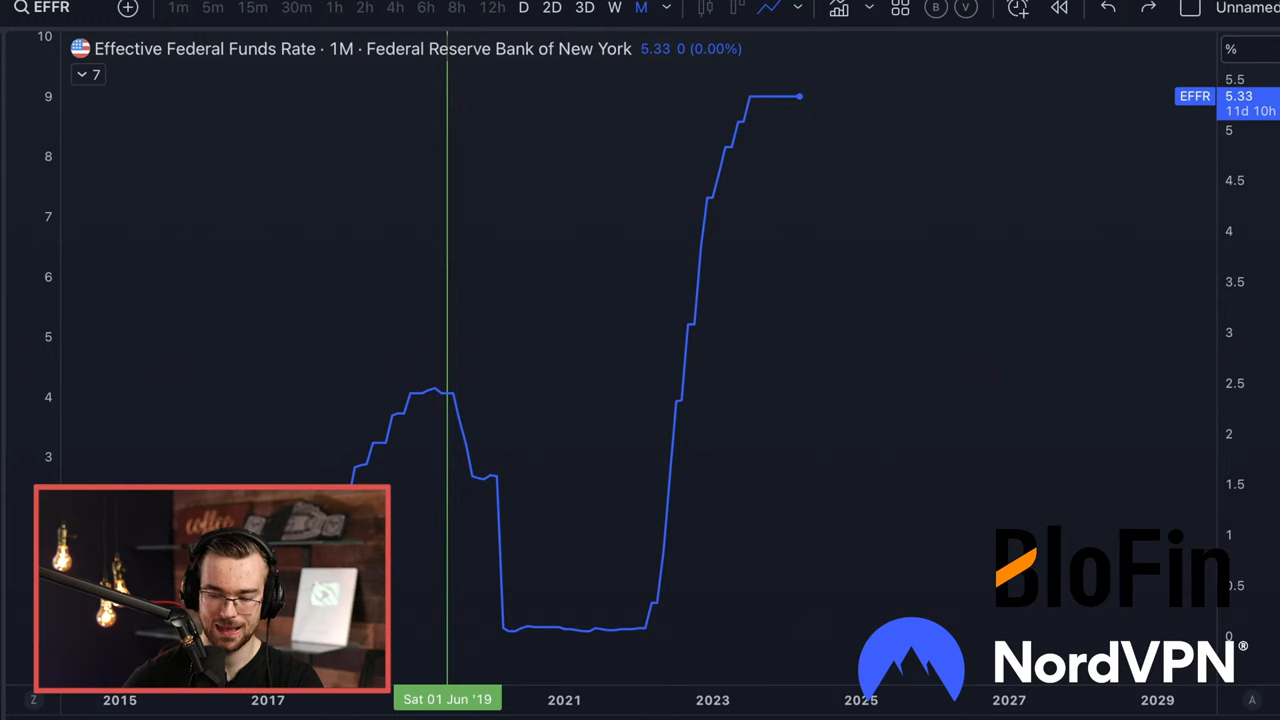 EFFR
1m 5m 15m 30m 1h 2h 4h 6h 8h 12h D 2D 3D W M
B V
Unnamed
Effective Federal Funds Rate · 1M · Federal Reserve Bank of New York 5.33 0 (0.00%)
7
10
9
8
7
6
5
4
3
%
5.5
EFFR 5.33
11d 10h
5
4.5
4
3.5
3
2.5
2
1.5
1
0.5
0
coffee
BloFin
NordVPN®
Z 2015 2017 Sat 01 Jun '19 2021 2023 2025 2027 2029 A